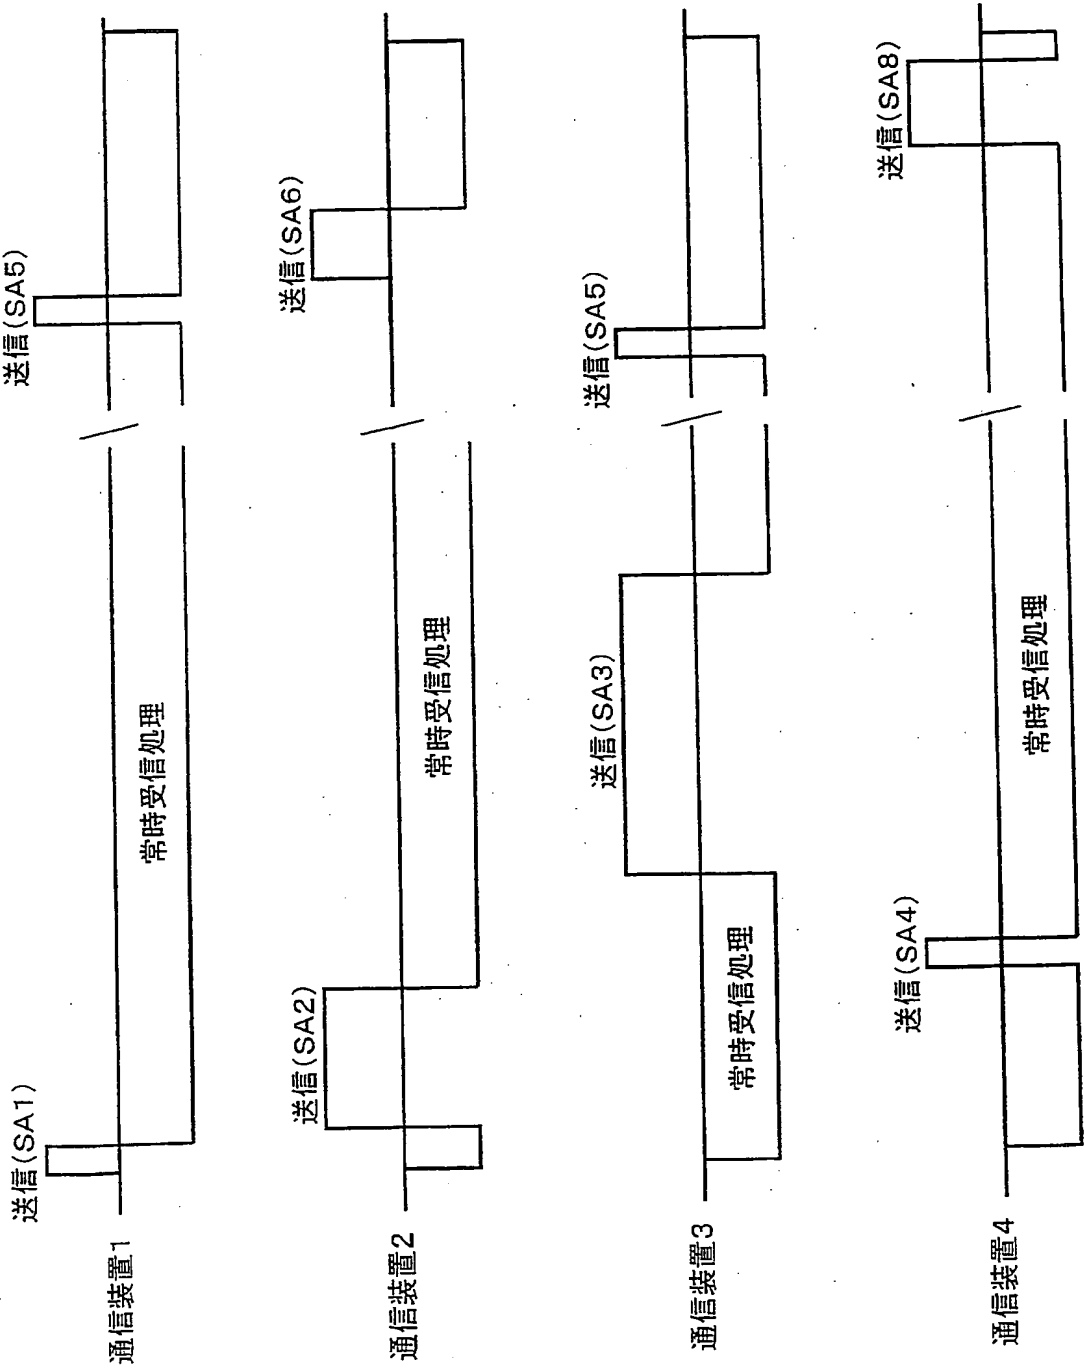 送信(SA1)
送信(SA5)
常時受信処理
通信装置1
送信(SA2)
送信(SA6)
常時受信処理
通信装置2
送信(SA3)
送信(SA5)
常時受信処理
通信装置3
送信(SA4)
送信(SA8)
常時受信処理
通信装置4